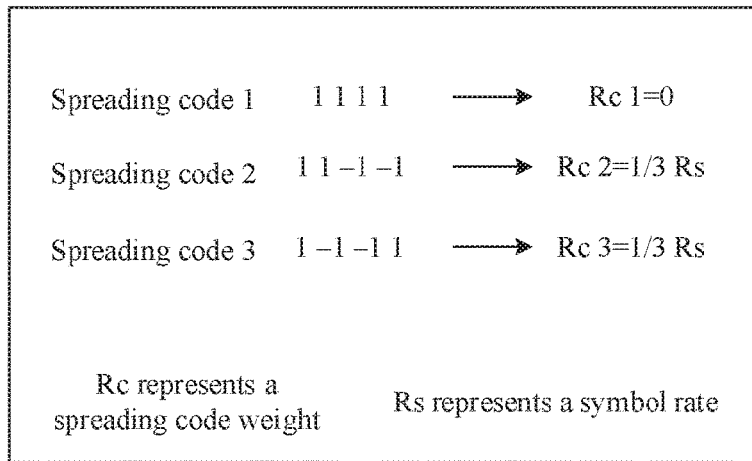 Spreading code 1 1 1 1 1 Rc 1=0
Spreading code 2 1 1 –1 –1 Rc 2=1/3 Rs
Spreading code 3 1 –1 –1 1 Rc 3=1/3 Rs
Rc represents a
spreading code weight
Rs represents a symbol rate